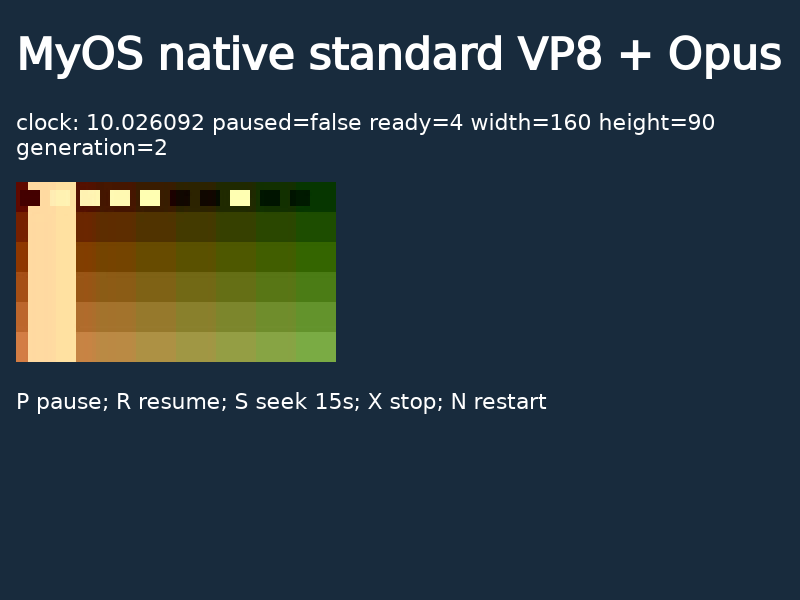 MyOS native standard VP8 + Opus
clock: 10.026092 paused=false ready=4 width=160 height=90
generation=2
P pause; R resume; S seek 15s; X stop; N restart